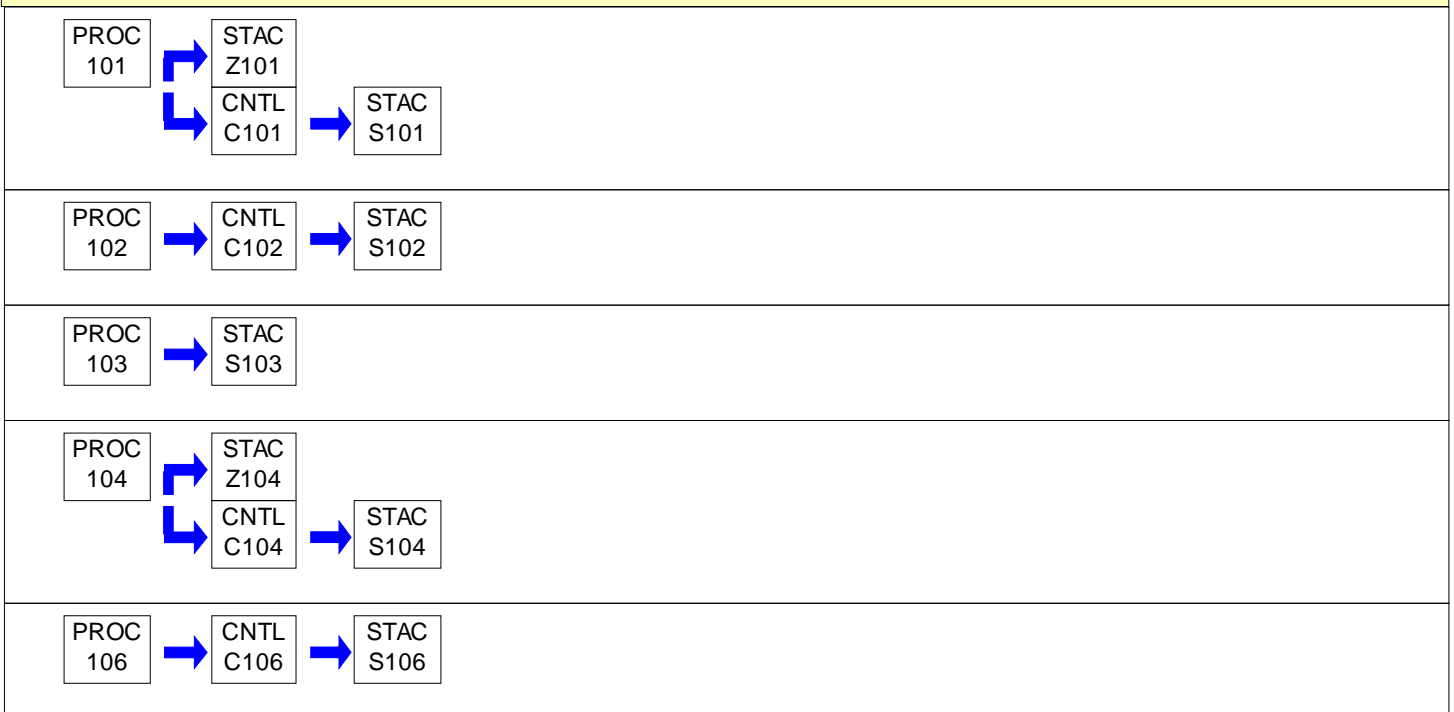 PROC
101
STAC
Z101
CNTL
C101
STAC
S101
PROC
102
CNTL
C102
STAC
S102
PROC
103
STAC
S103
PROC
104
STAC
Z104
CNTL
C104
STAC
S104
PROC
106
CNTL
C106
STAC
S106